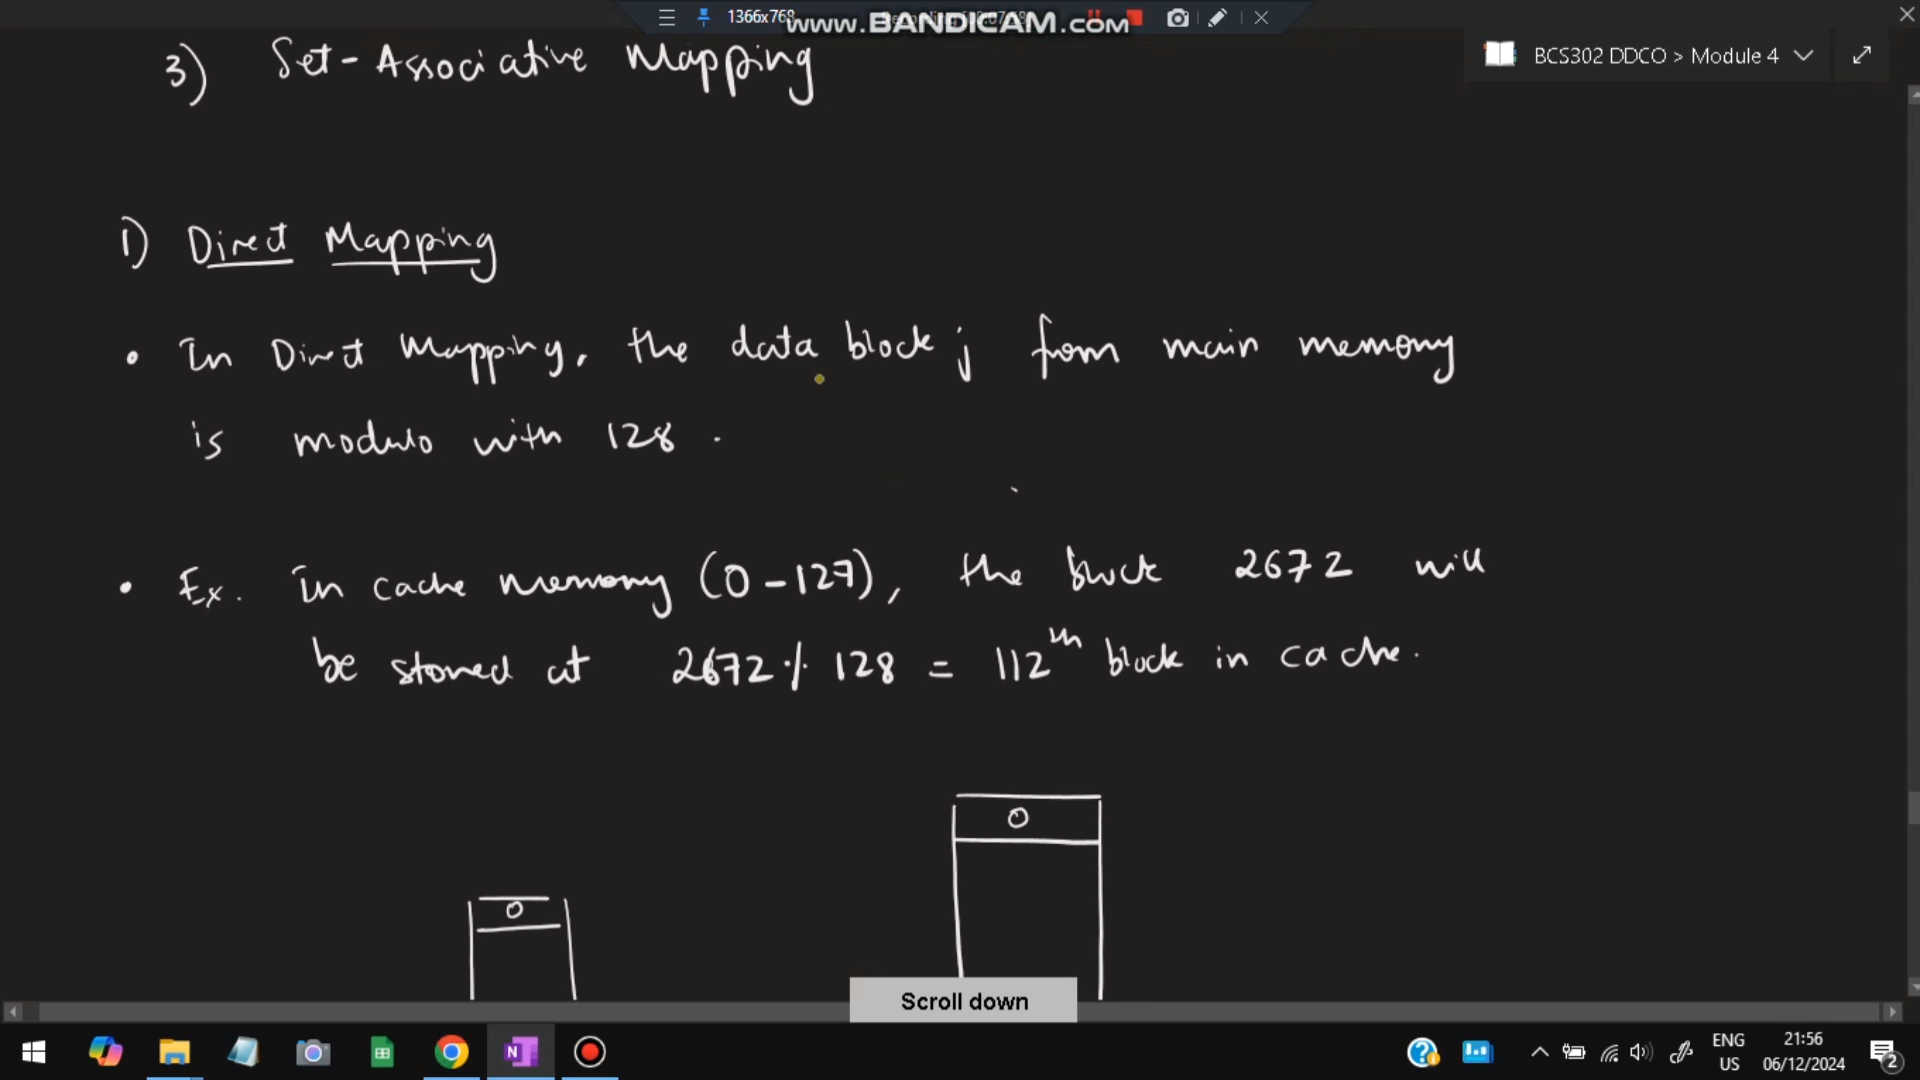 1366x768
www.BANDICAM.com
BCS302 DDCO > Module 4
3) Set-Associative Mapping
1) Direct Mapping
• In Direct Mapping, the data block j from main memory
is modulo with 128.
• Ex. In cache memory (0-127), the block 2672 will
be stored at 2672 % 128 = 112th block in cache.
0
0
Scroll down
ENG
US
21:56
06/12/2024
2